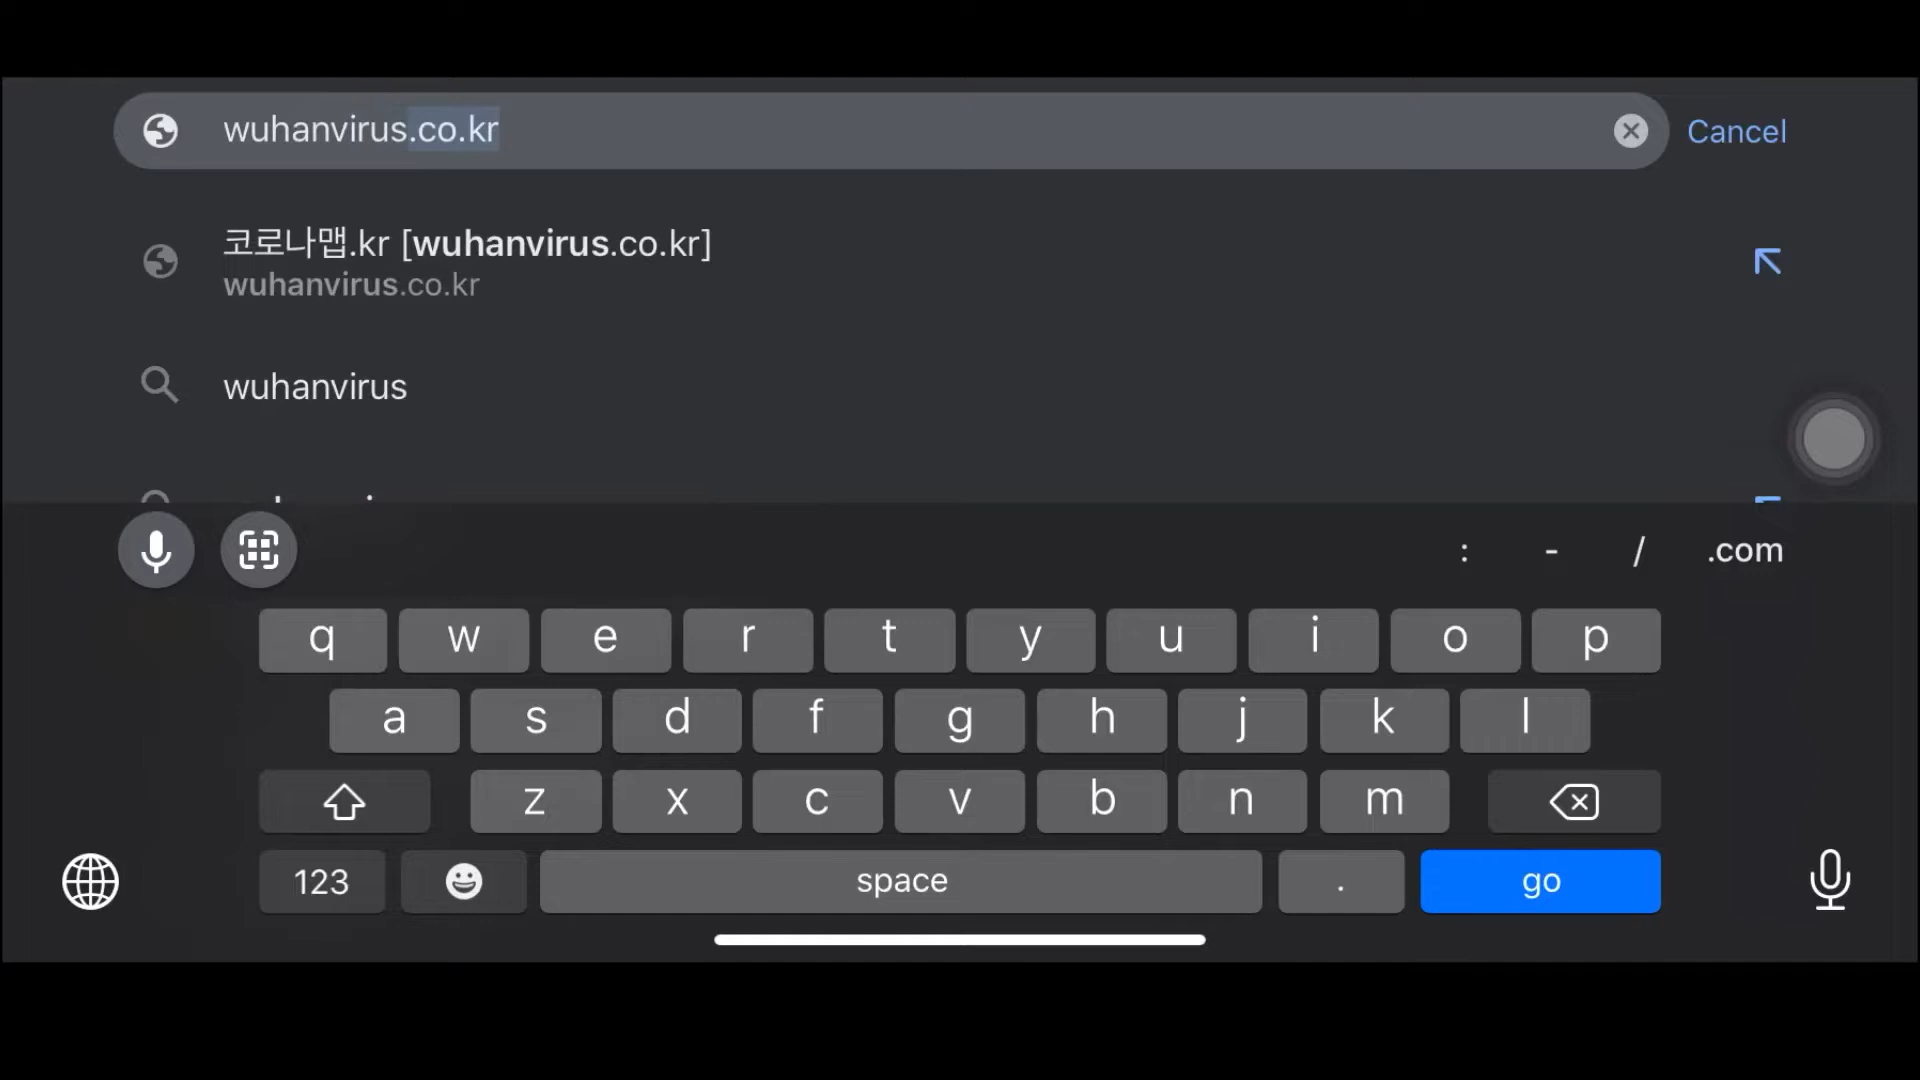 wuhanvirus.co.kr
Cancel
코로나맵.kr [wuhanvirus.co.kr]
wuhanvirus.co.kr
wuhanvirus
: - / .com
q w e r t y u i o p
a s d f g h j k l
z x c v b n m
123 space . go